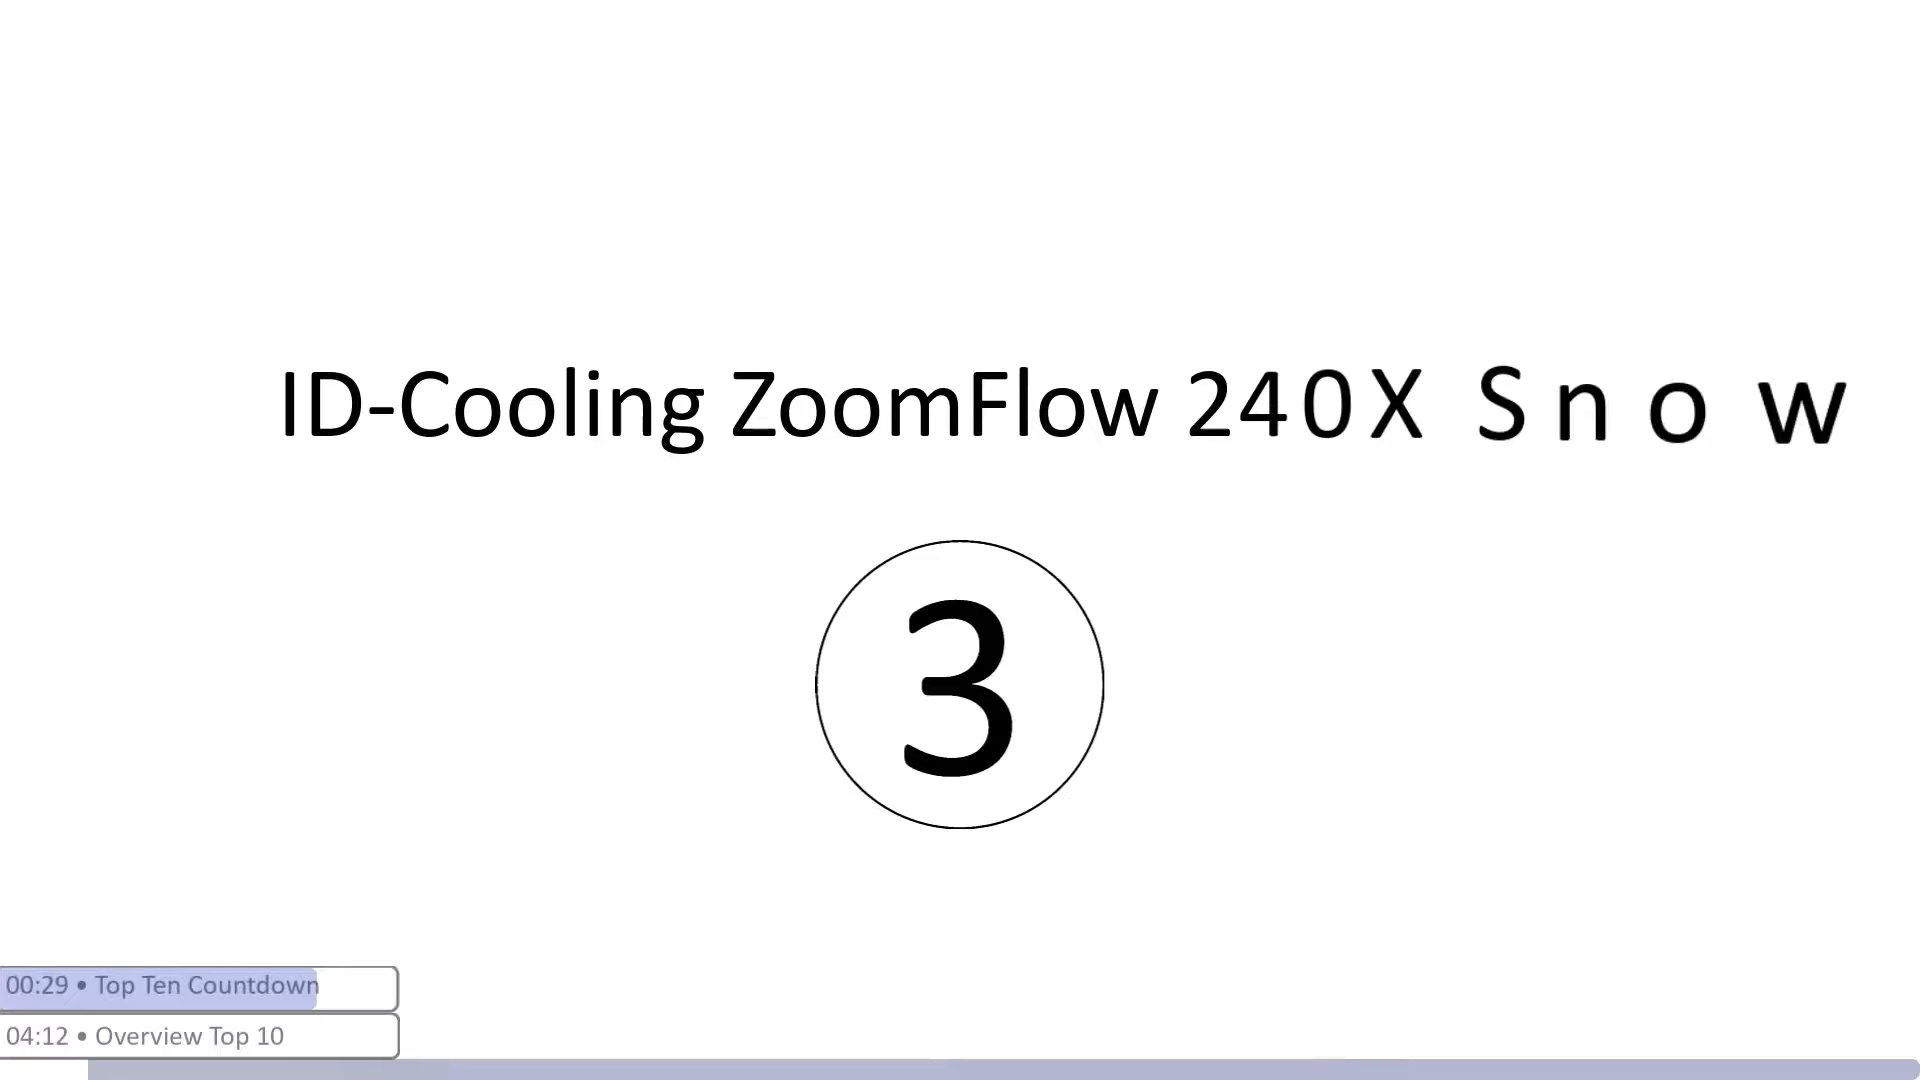 ID-Cooling ZoomFlow 240X Snow
3
00:29 • Top Ten Countdown
04:12 • Overview Top 10